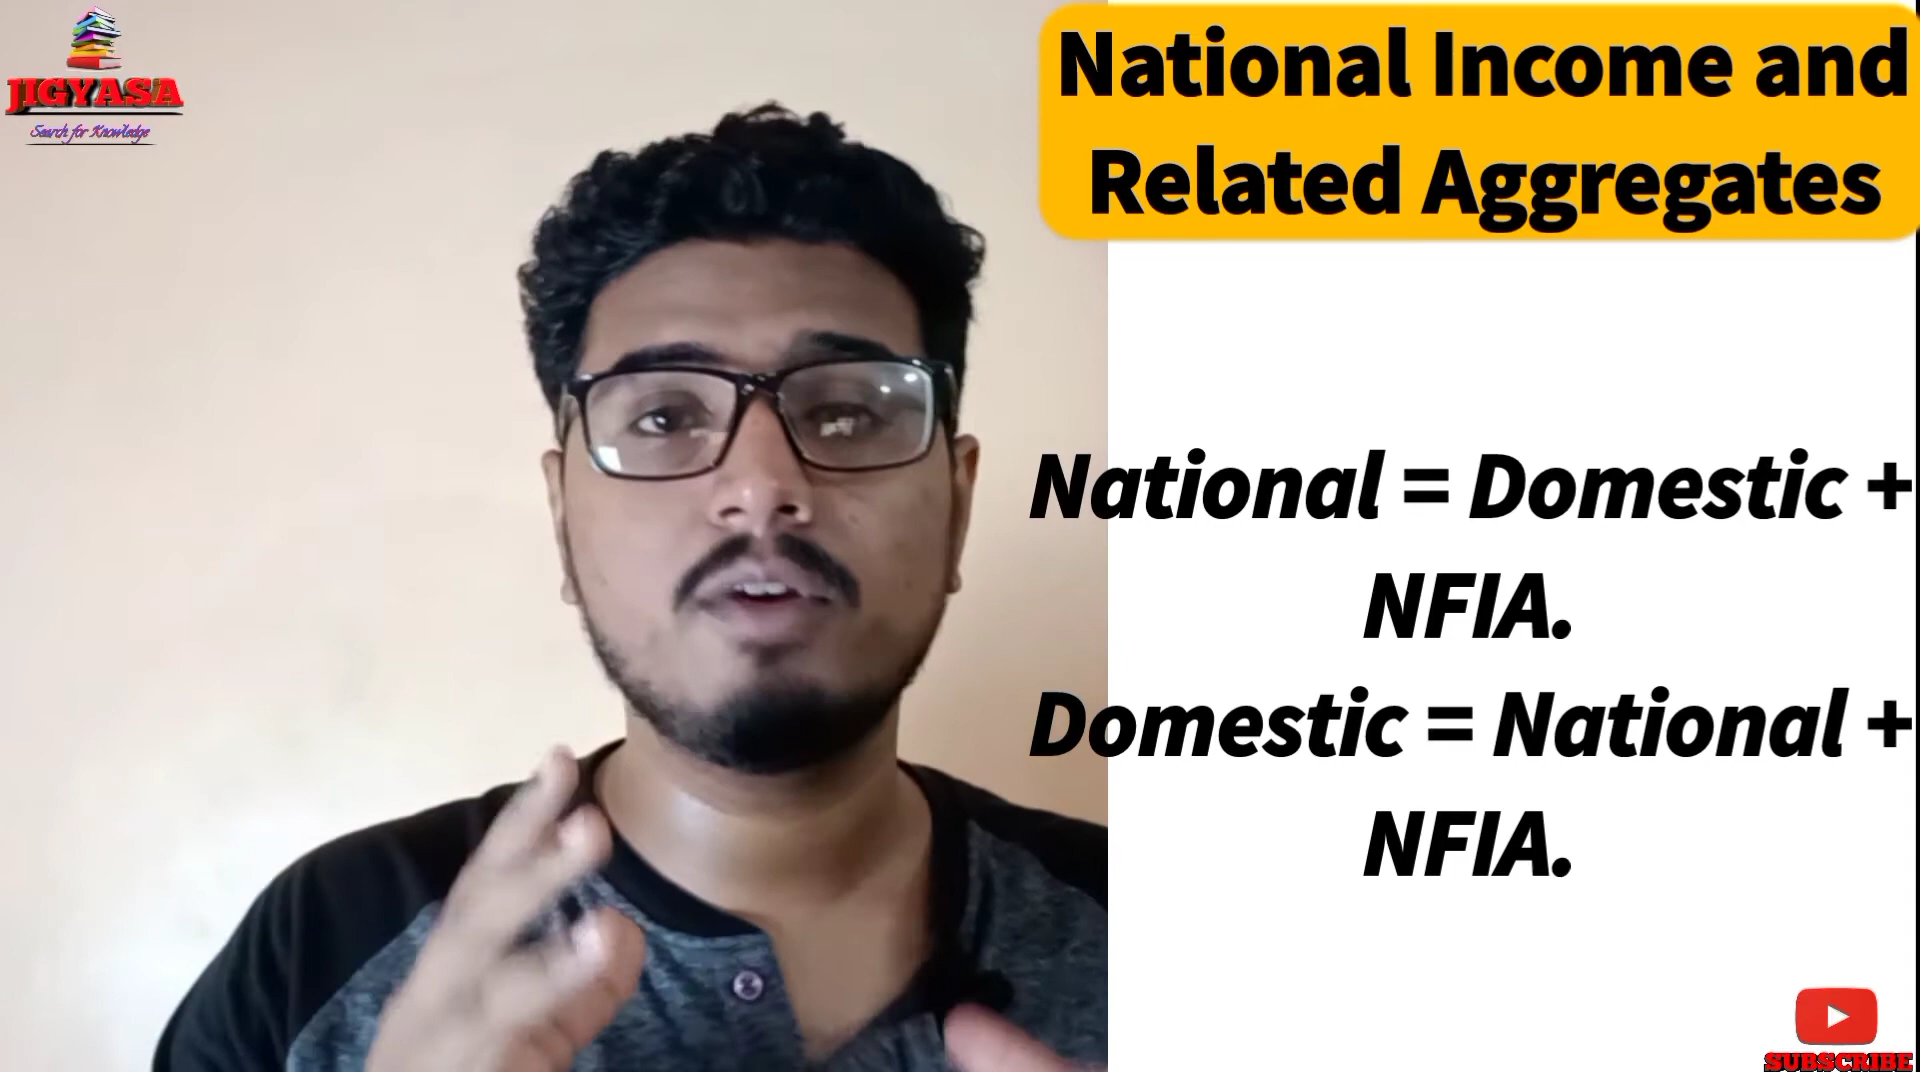 JIGYASA
Search for Knowledge
National Income and
Related Aggregates
National = Domestic +
NFIA.
Domestic = National +
NFIA.
SUBSCRIBE